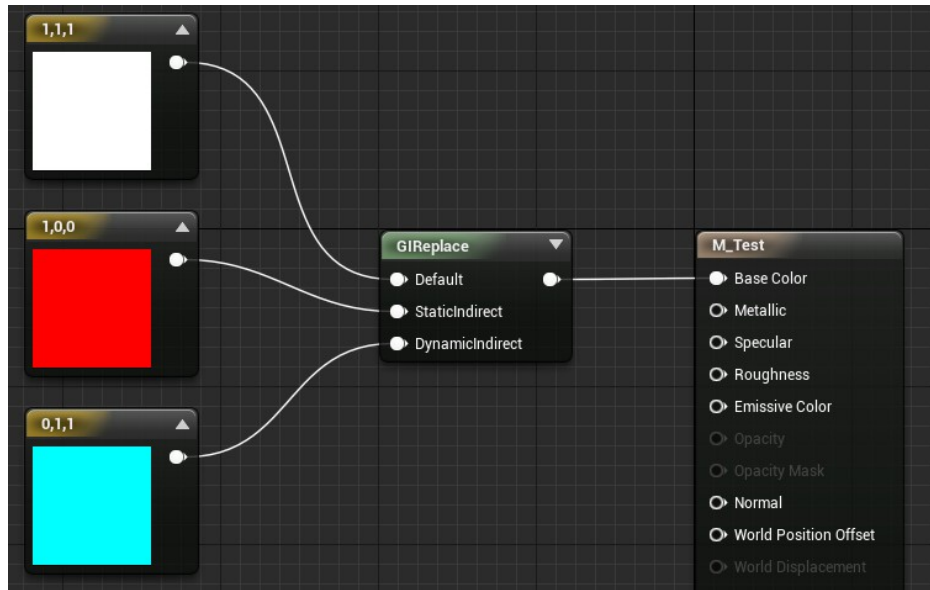 1,1,1
1,0,0
0,1,1
GIReplace
Default
StaticIndirect
DynamicIndirect
M_Test
Base Color
Metallic
Specular
Roughness
Emissive Color
Opacity
Opacity Mask
Normal
World Position Offset
World Displacement